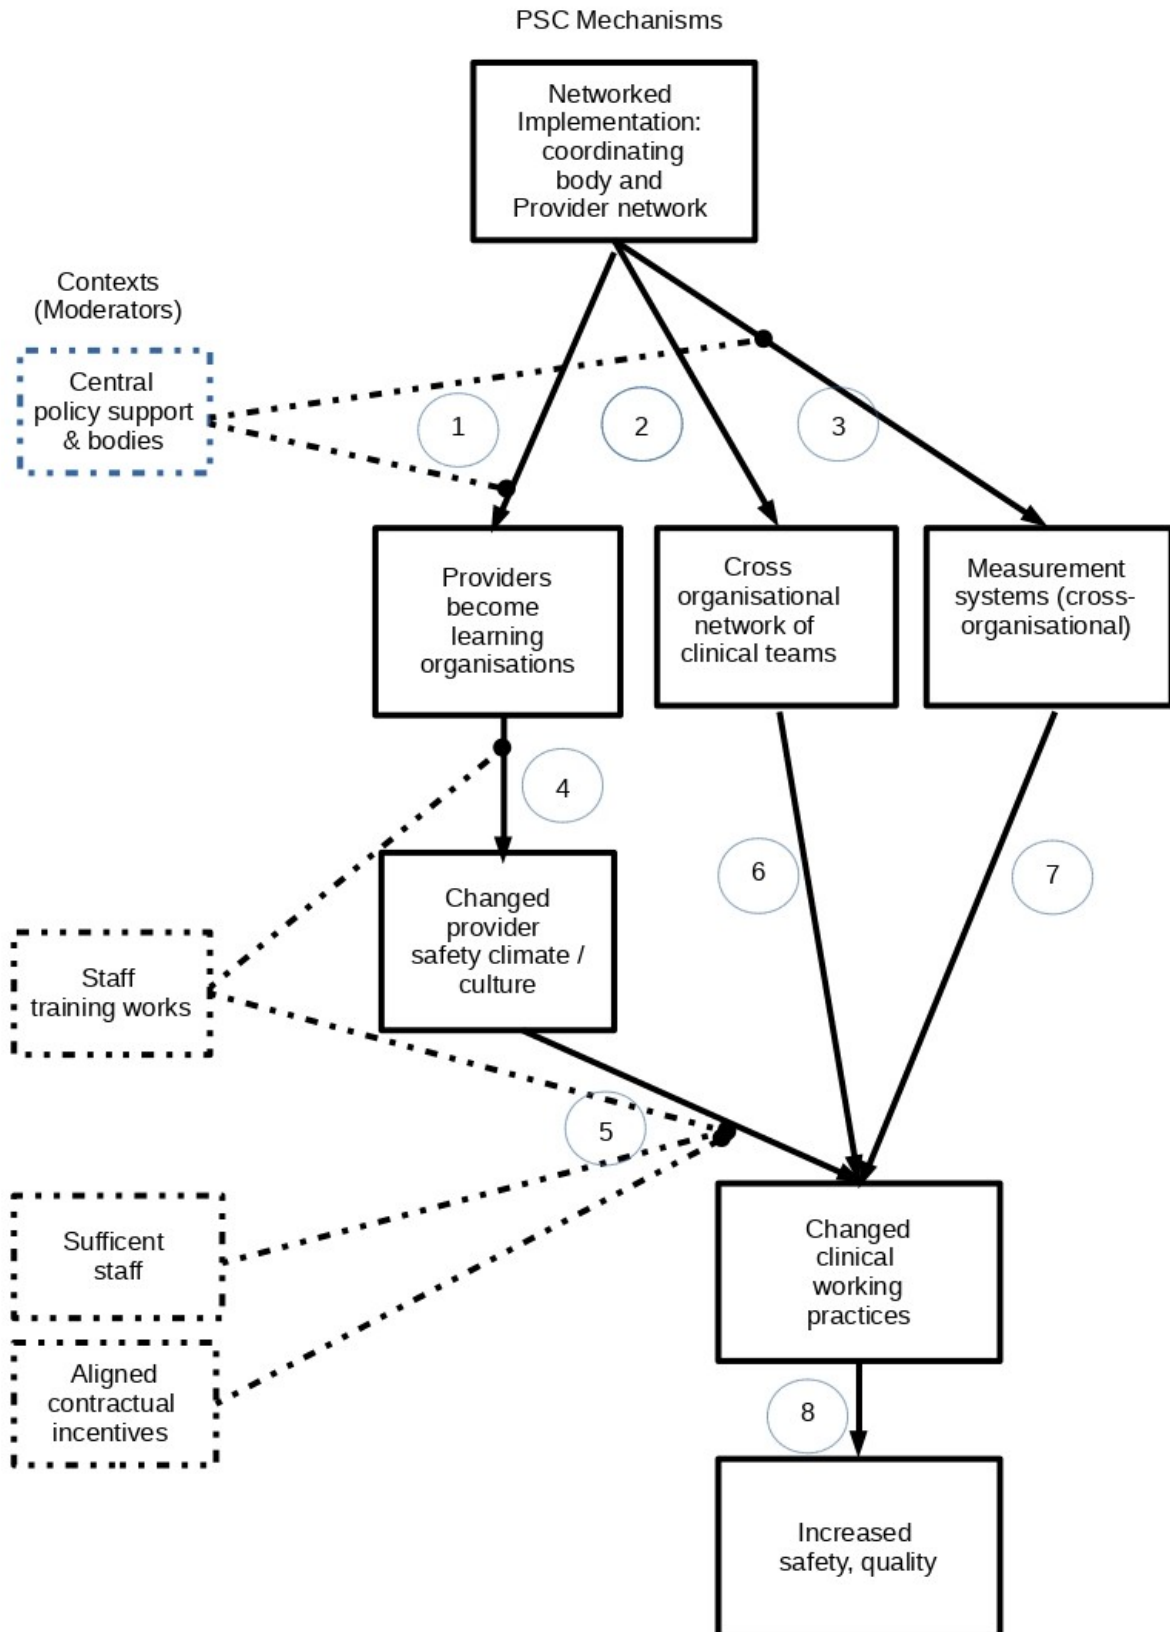 PSC Mechanisms
Networked
Implementation:
coordinating
body and
Provider network
Contexts
(Moderators)
Central
policy support
& bodies
1
2
3
Providers
become
learning
organisations
Cross
organisational
network of
clinical teams
Measurement
systems (cross-
organisational)
4
Changed
provider
safety climate /
culture
6
7
Staff
training works
5
Sufficent
staff
Changed
clinical
working
practices
Aligned
contractual
incentives
8
Increased
safety, quality